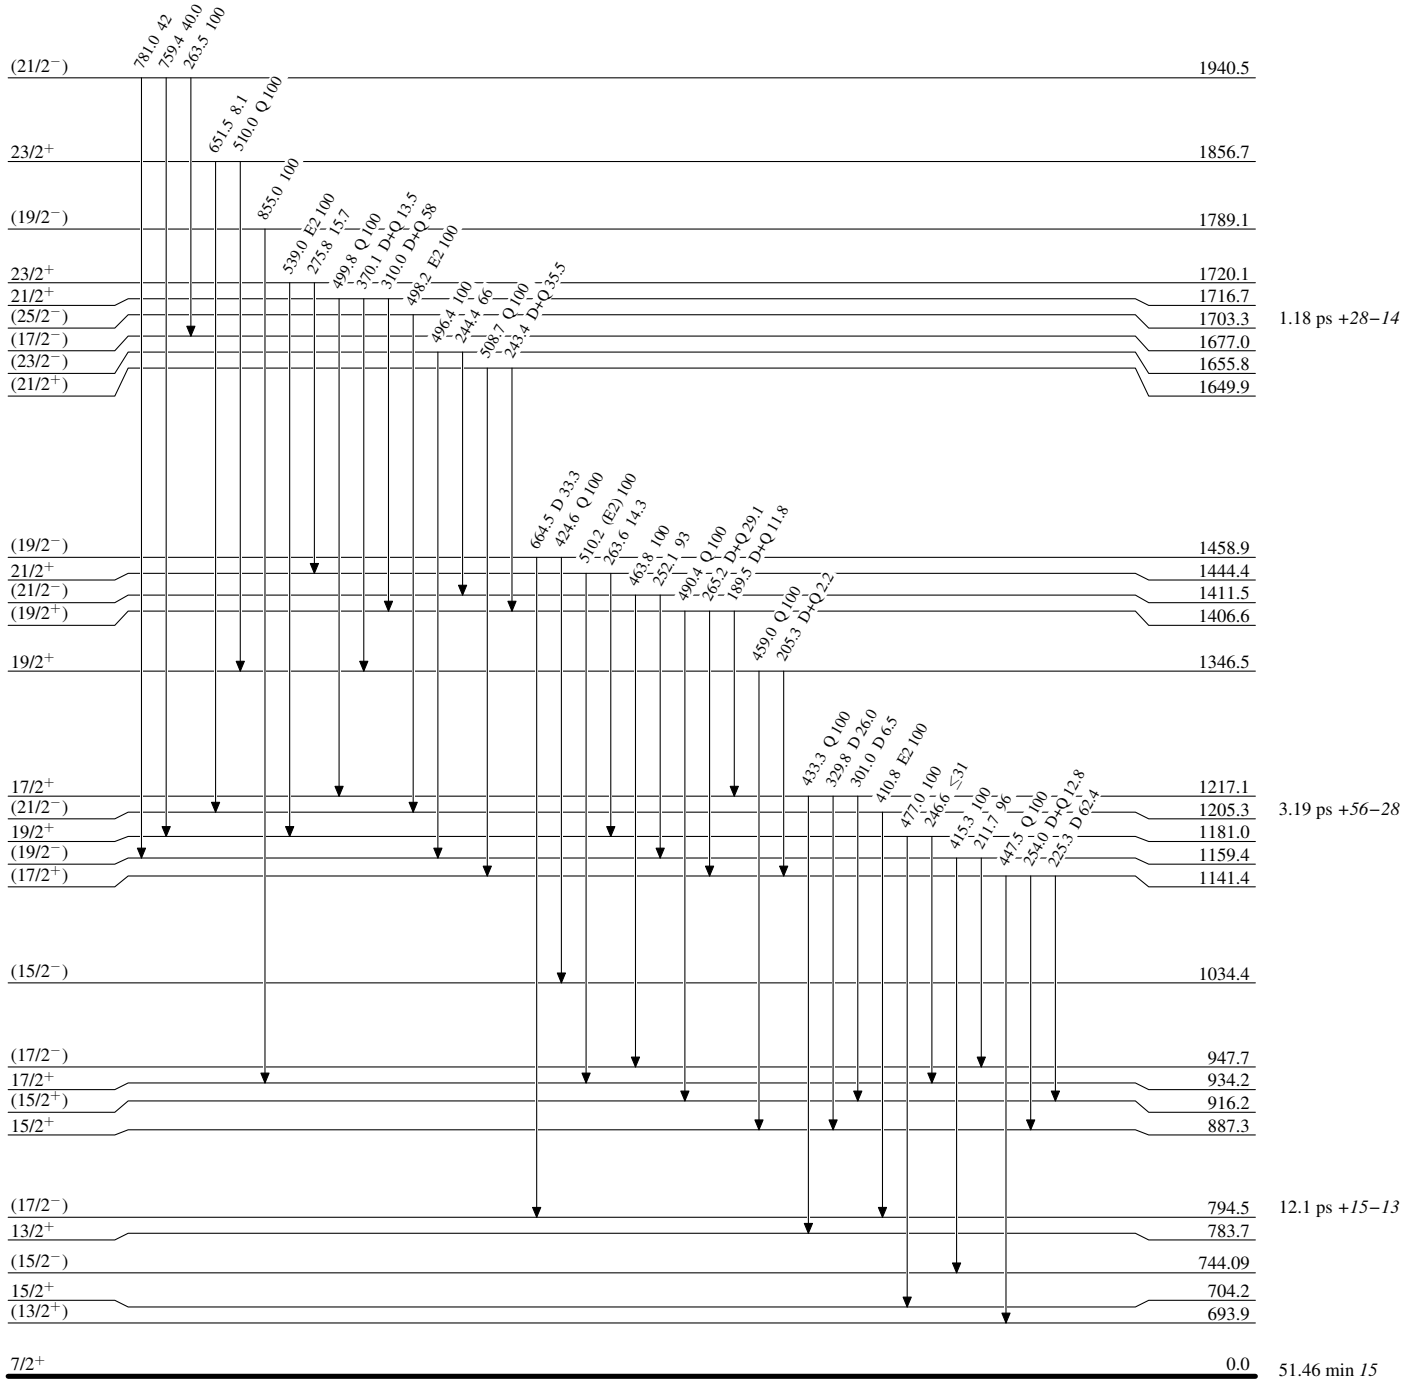 781.0 42
759.4 40.0
263.5 100
(21/2⁻) 1940.5
651.5 8.1
510.0 Q 100
23/2⁺ 1856.7
855.0 100
(19/2⁻) 1789.1
539.0 E2 100
275.8 15.7
499.8 Q 100
370.1 D+Q 13.5
310.0 D+Q 58
498.2 E2 100
496.4 100
244.4 66
508.7 Q 100
243.4 D+Q 35.5
23/2⁺ 1720.1
21/2⁺ 1716.7
(25/2⁻) 1703.3 1.18 ps +28−14
(17/2⁻) 1677.0
(23/2⁻) 1655.8
(21/2⁺) 1649.9
664.5 D 33.3
424.6 Q 100
510.2 (E2) 100
263.6 14.3
463.8 100
252.1 93
490.4 Q 100
265.2 D+Q 29.1
189.5 D+Q 11.8
(19/2⁻) 1458.9
21/2⁺ 1444.4
(21/2⁻) 1411.5
(19/2⁺) 1406.6
459.0 Q 100
205.3 D+Q 2.2
19/2⁺ 1346.5
433.3 Q 100
329.8 D 26.0
301.0 D 6.5
410.8 E2 100
477.0 100
246.6 ≤31
415.3 100
211.7 96
447.5 Q 100
254.0 D+Q 12.8
225.3 D 62.4
17/2⁺ 1217.1
(21/2⁻) 1205.3 3.19 ps +56−28
19/2⁺ 1181.0
(19/2⁻) 1159.4
(17/2⁺) 1141.4
(15/2⁻) 1034.4
(17/2⁻) 947.7
17/2⁺ 934.2
(15/2⁺) 916.2
15/2⁺ 887.3
(17/2⁻) 794.5 12.1 ps +15−13
13/2⁺ 783.7
(15/2⁻) 744.09
15/2⁺ 704.2
(13/2⁺) 693.9
7/2⁺ 0.0 51.46 min 15